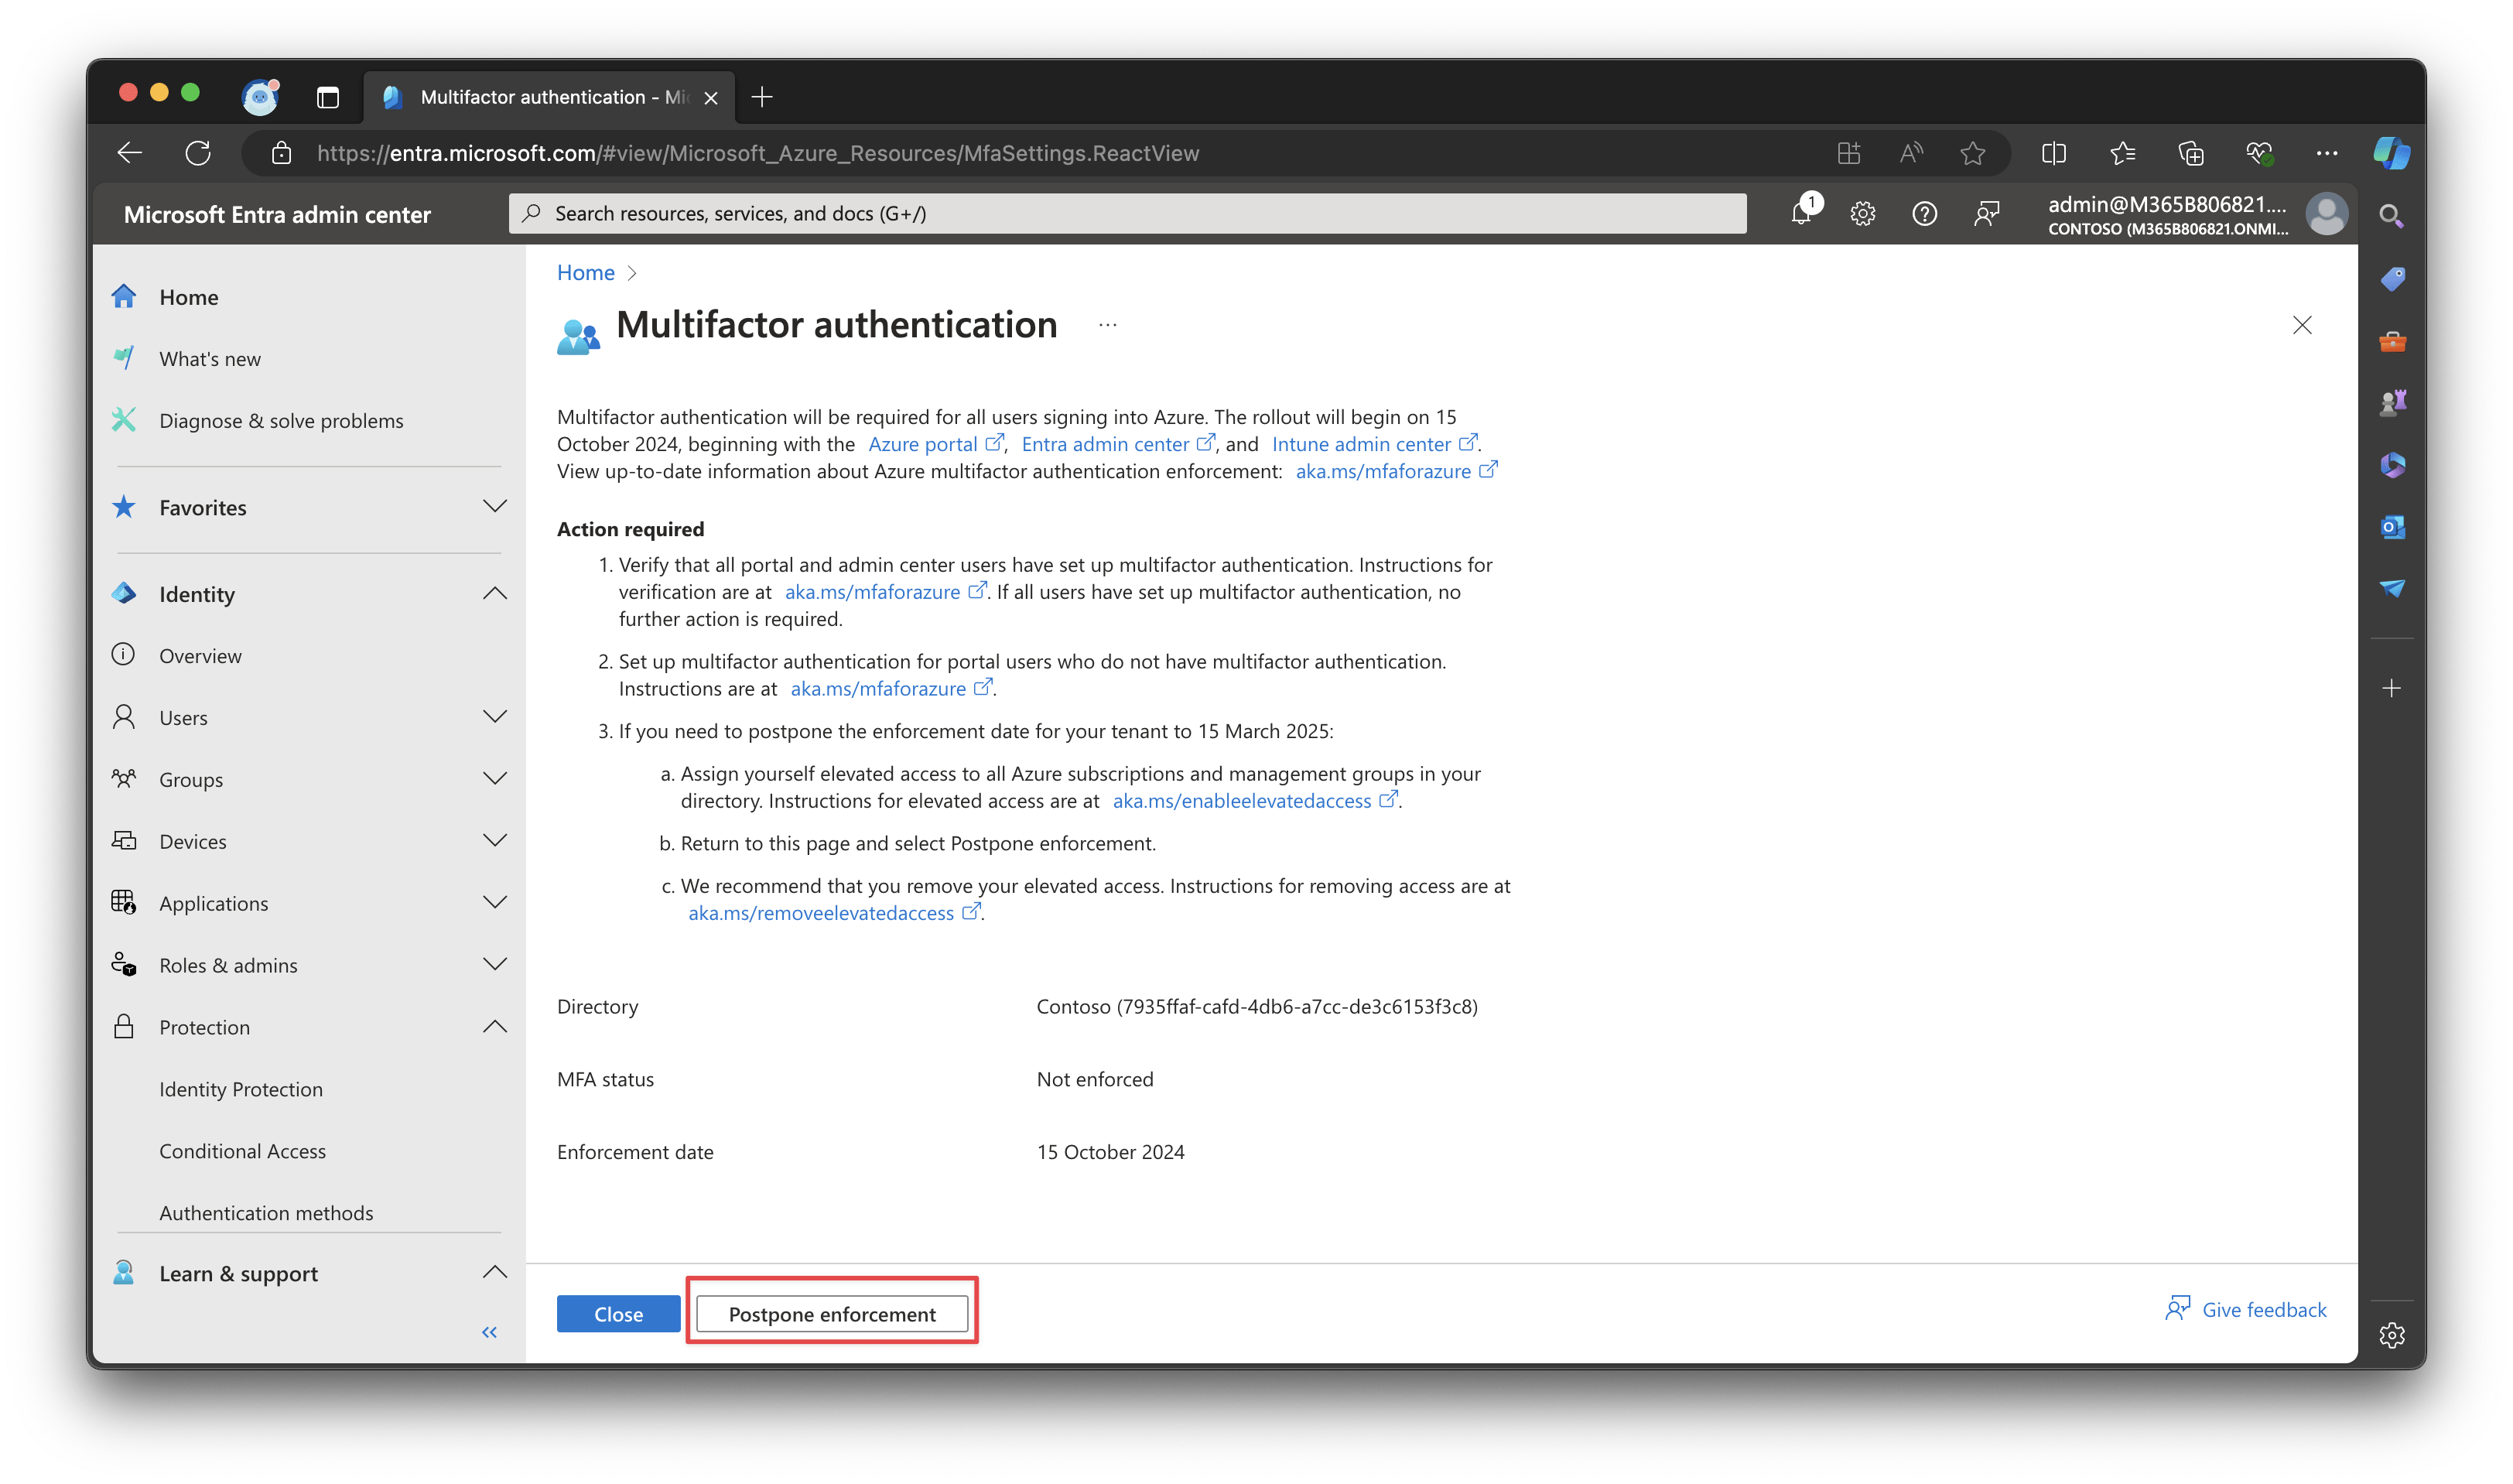 Multifactor authentication - Mi
https://entra.microsoft.com/#view/Microsoft_Azure_Resources/MfaSettings.ReactView
Microsoft Entra admin center
Search resources, services, and docs (G+/)
1
admin@M365B806821....
CONTOSO (M365B806821.ONMI...
Home
What's new
Diagnose & solve problems
Favorites
Identity
Overview
Users
Groups
Devices
Applications
Roles & admins
Protection
Identity Protection
Conditional Access
Authentication methods
Learn & support
Home
Multifactor authentication
Multifactor authentication will be required for all users signing into Azure. The rollout will begin on 15
October 2024, beginning with the Azure portal, Entra admin center, and Intune admin center.
View up-to-date information about Azure multifactor authentication enforcement: aka.ms/mfaforazure
Action required
1. Verify that all portal and admin center users have set up multifactor authentication. Instructions for
verification are at aka.ms/mfaforazure. If all users have set up multifactor authentication, no
further action is required.
2. Set up multifactor authentication for portal users who do not have multifactor authentication.
Instructions are at aka.ms/mfaforazure.
3. If you need to postpone the enforcement date for your tenant to 15 March 2025:
a. Assign yourself elevated access to all Azure subscriptions and management groups in your
directory. Instructions for elevated access are at aka.ms/enableelevatedaccess.
b. Return to this page and select Postpone enforcement.
c. We recommend that you remove your elevated access. Instructions for removing access are at
aka.ms/removeelevatedaccess.
Directory Contoso (7935ffaf-cafd-4db6-a7cc-de3c6153f3c8)
MFA status Not enforced
Enforcement date 15 October 2024
Close Postpone enforcement
Give feedback